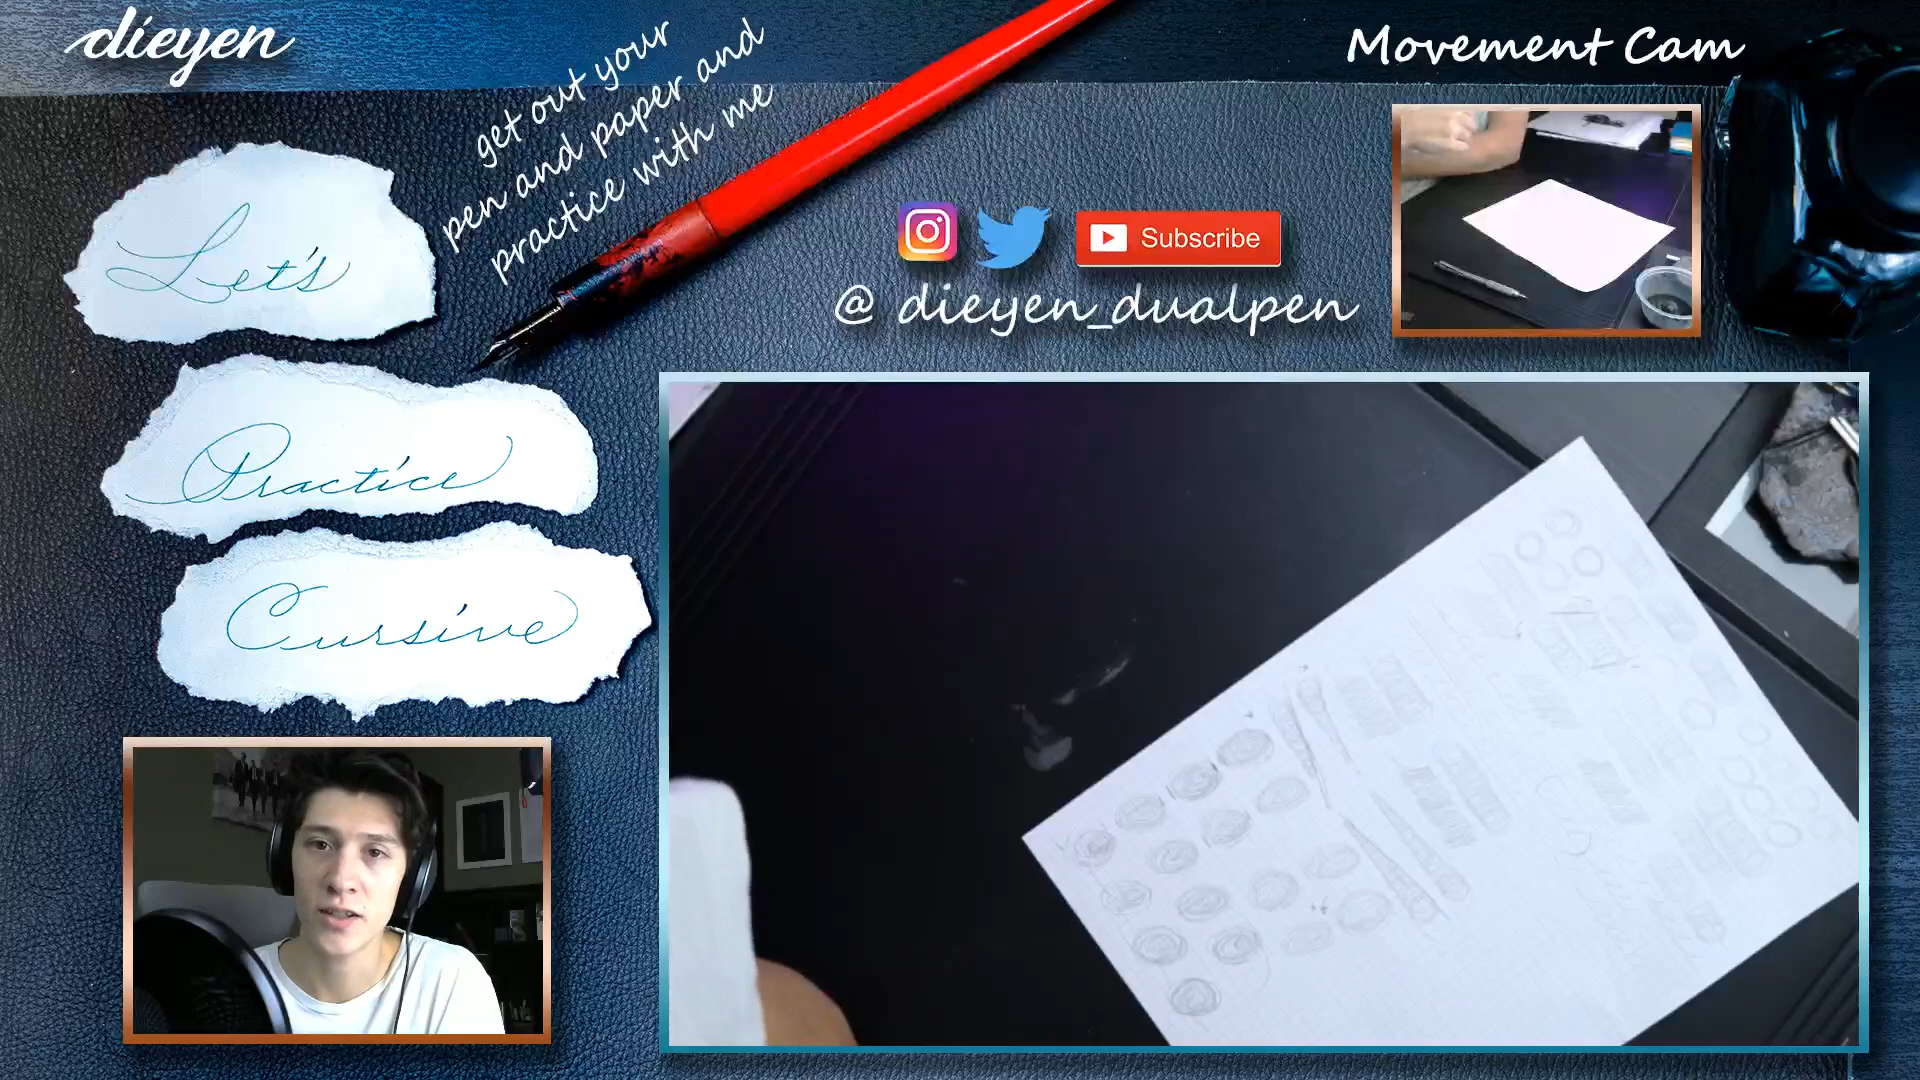 dieyen
get out your
pen and paper and
practice with me
Movement Cam
Let's
Practice
Cursive
Subscribe
@ dieyen_dualpen